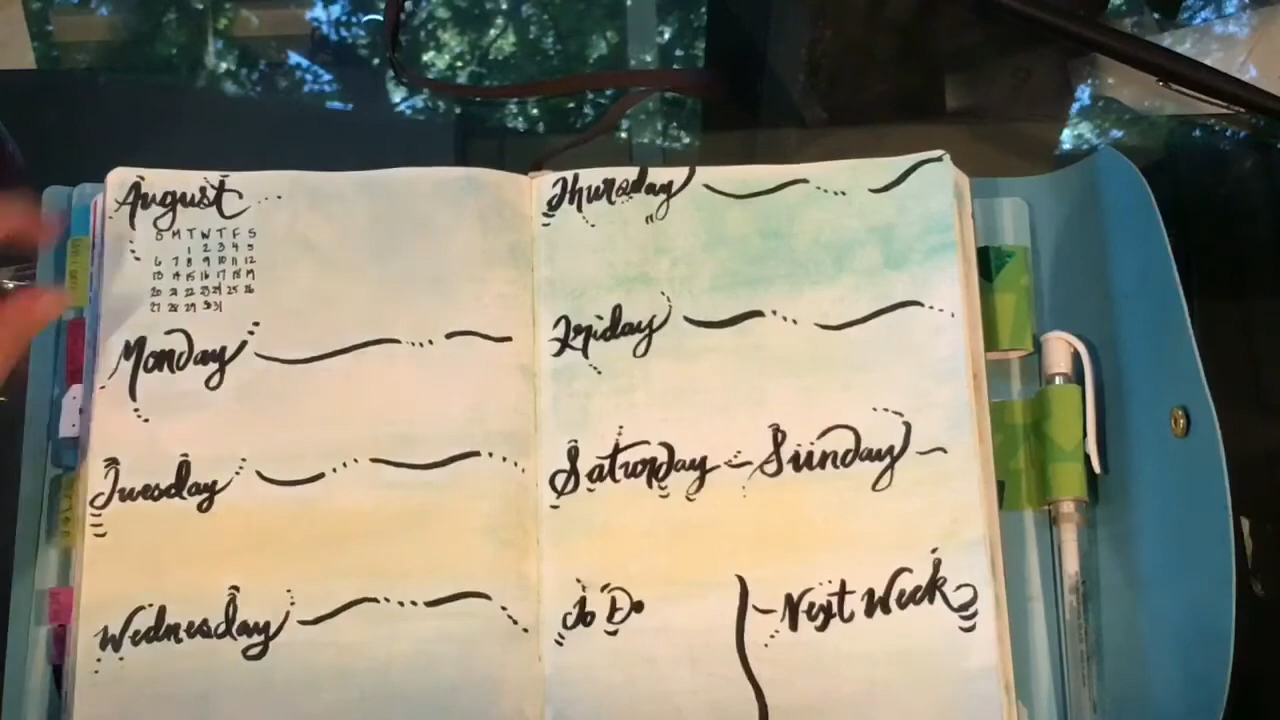 August
S M T W T F S
1 2 3 4 5
6 7 8 9 10 11 12
13 14 15 16 17 18 19
20 21 22 23 24 25 26
27 28 29 30 31
Monday
Tuesday
Wednesday
Thursday
Friday
Saturday - Sunday
To Do
Next Week